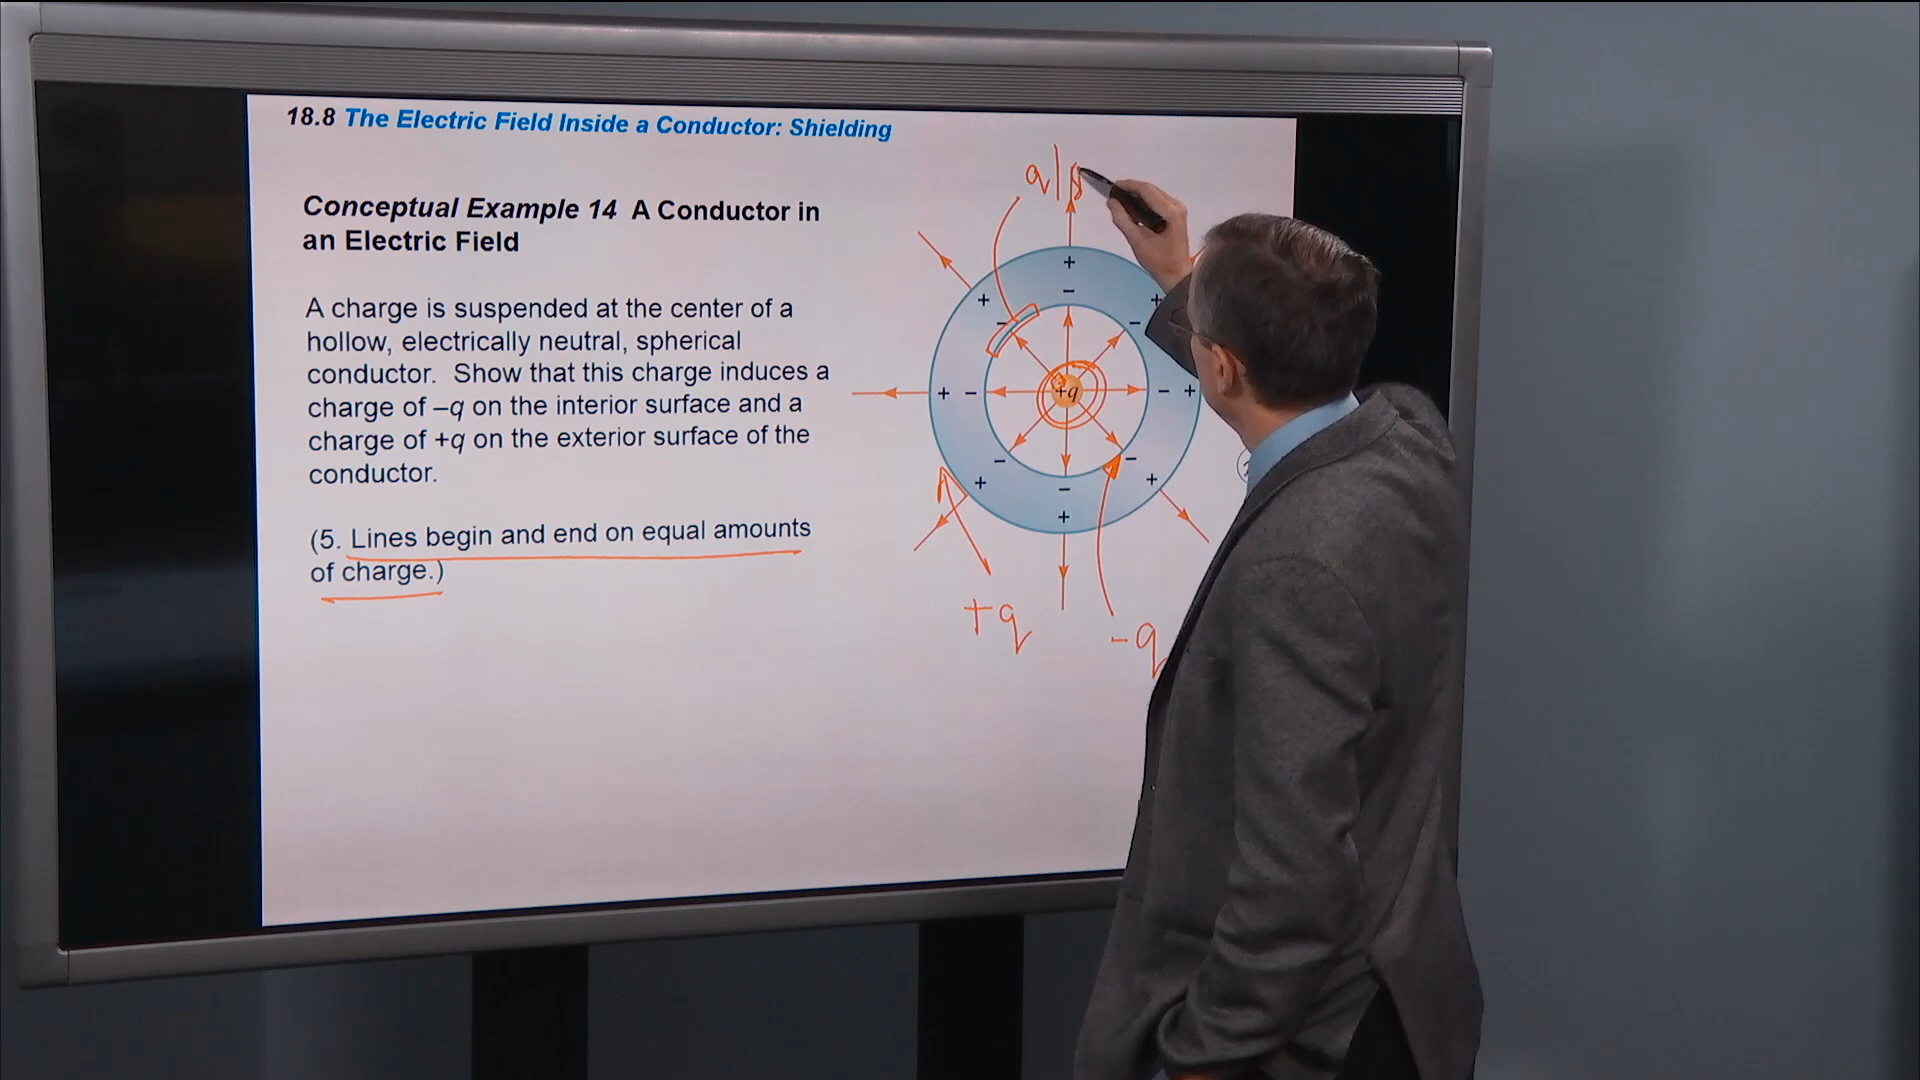 18.8 The Electric Field Inside a Conductor: Shielding
Conceptual Example 14 A Conductor in
an Electric Field
A charge is suspended at the center of a
hollow, electrically neutral, spherical
conductor. Show that this charge induces a
charge of –q on the interior surface and a
charge of +q on the exterior surface of the
conductor.
(5. Lines begin and end on equal amounts
of charge.)
q/8
+
−
+
−
+
−
+
+ −
+q
− +
−
+
−
+
−
+
+q
−q